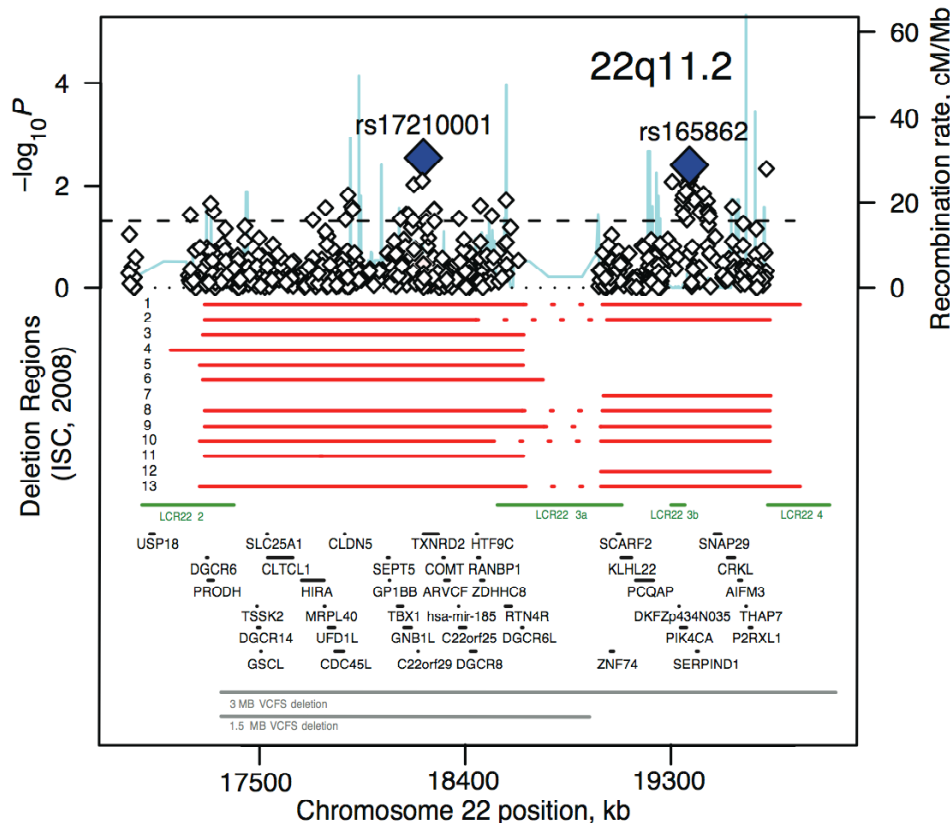 22q11.2
rs17210001
rs165862
−log10P
4
2
0
60
40
20
0
Recombination rate, cM/Mb
Deletion Regions
(ISC, 2008)
1
2
3
4
5
6
7
8
9
10
11
12
13
LCR22 2 LCR22 3a LCR22 3b LCR22 4
USP18 SLC25A1 CLDN5 TXNRD2 HTF9C SCARF2 SNAP29
DGCR6 CLTCL1 SEPT5 COMT RANBP1 KLHL22 CRKL
PRODH HIRA GP1BB ARVCF ZDHHC8 PCQAP AIFM3
TSSK2 MRPL40 TBX1 hsa-mir-185 RTN4R DKFZp434N035 THAP7
DGCR14 UFD1L GNB1L C22orf25 DGCR6L PIK4CA P2RXL1
GSCL CDC45L C22orf29 DGCR8 ZNF74 SERPIND1
3 MB VCFS deletion
1.5 MB VCFS deletion
17500 18400 19300
Chromosome 22 position, kb